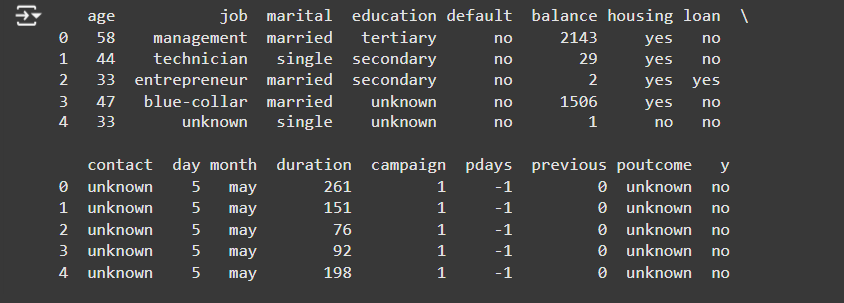 age job marital education default balance housing loan \
0 58 management married tertiary no 2143 yes no
1 44 technician single secondary no 29 yes no
2 33 entrepreneur married secondary no 2 yes yes
3 47 blue-collar married unknown no 1506 yes no
4 33 unknown single unknown no 1 no no
contact day month duration campaign pdays previous poutcome y
0 unknown 5 may 261 1 -1 0 unknown no
1 unknown 5 may 151 1 -1 0 unknown no
2 unknown 5 may 76 1 -1 0 unknown no
3 unknown 5 may 92 1 -1 0 unknown no
4 unknown 5 may 198 1 -1 0 unknown no